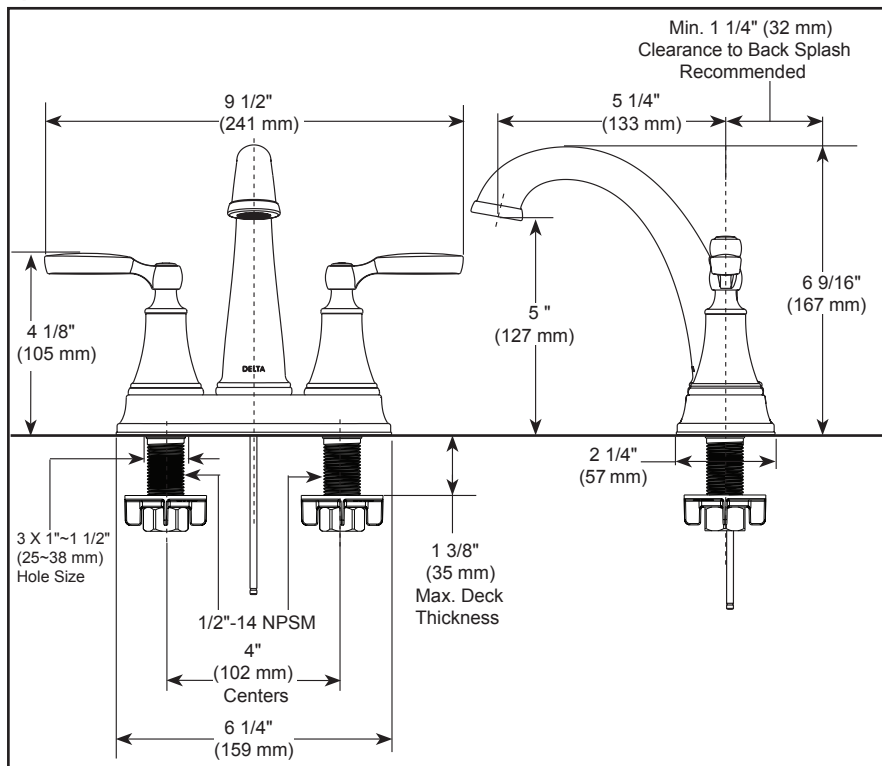 Min. 1 1/4" (32 mm)
Clearance to Back Splash
Recommended
9 1/2"
(241 mm)
5 1/4"
(133 mm)
4 1/8"
(105 mm)
DELTA
5 "
(127 mm)
6 9/16"
(167 mm)
2 1/4"
(57 mm)
3 X 1"~1 1/2"
(25~38 mm)
Hole Size
1 3/8"
(35 mm)
Max. Deck
Thickness
1/2"-14 NPSM
4"
(102 mm)
Centers
6 1/4"
(159 mm)